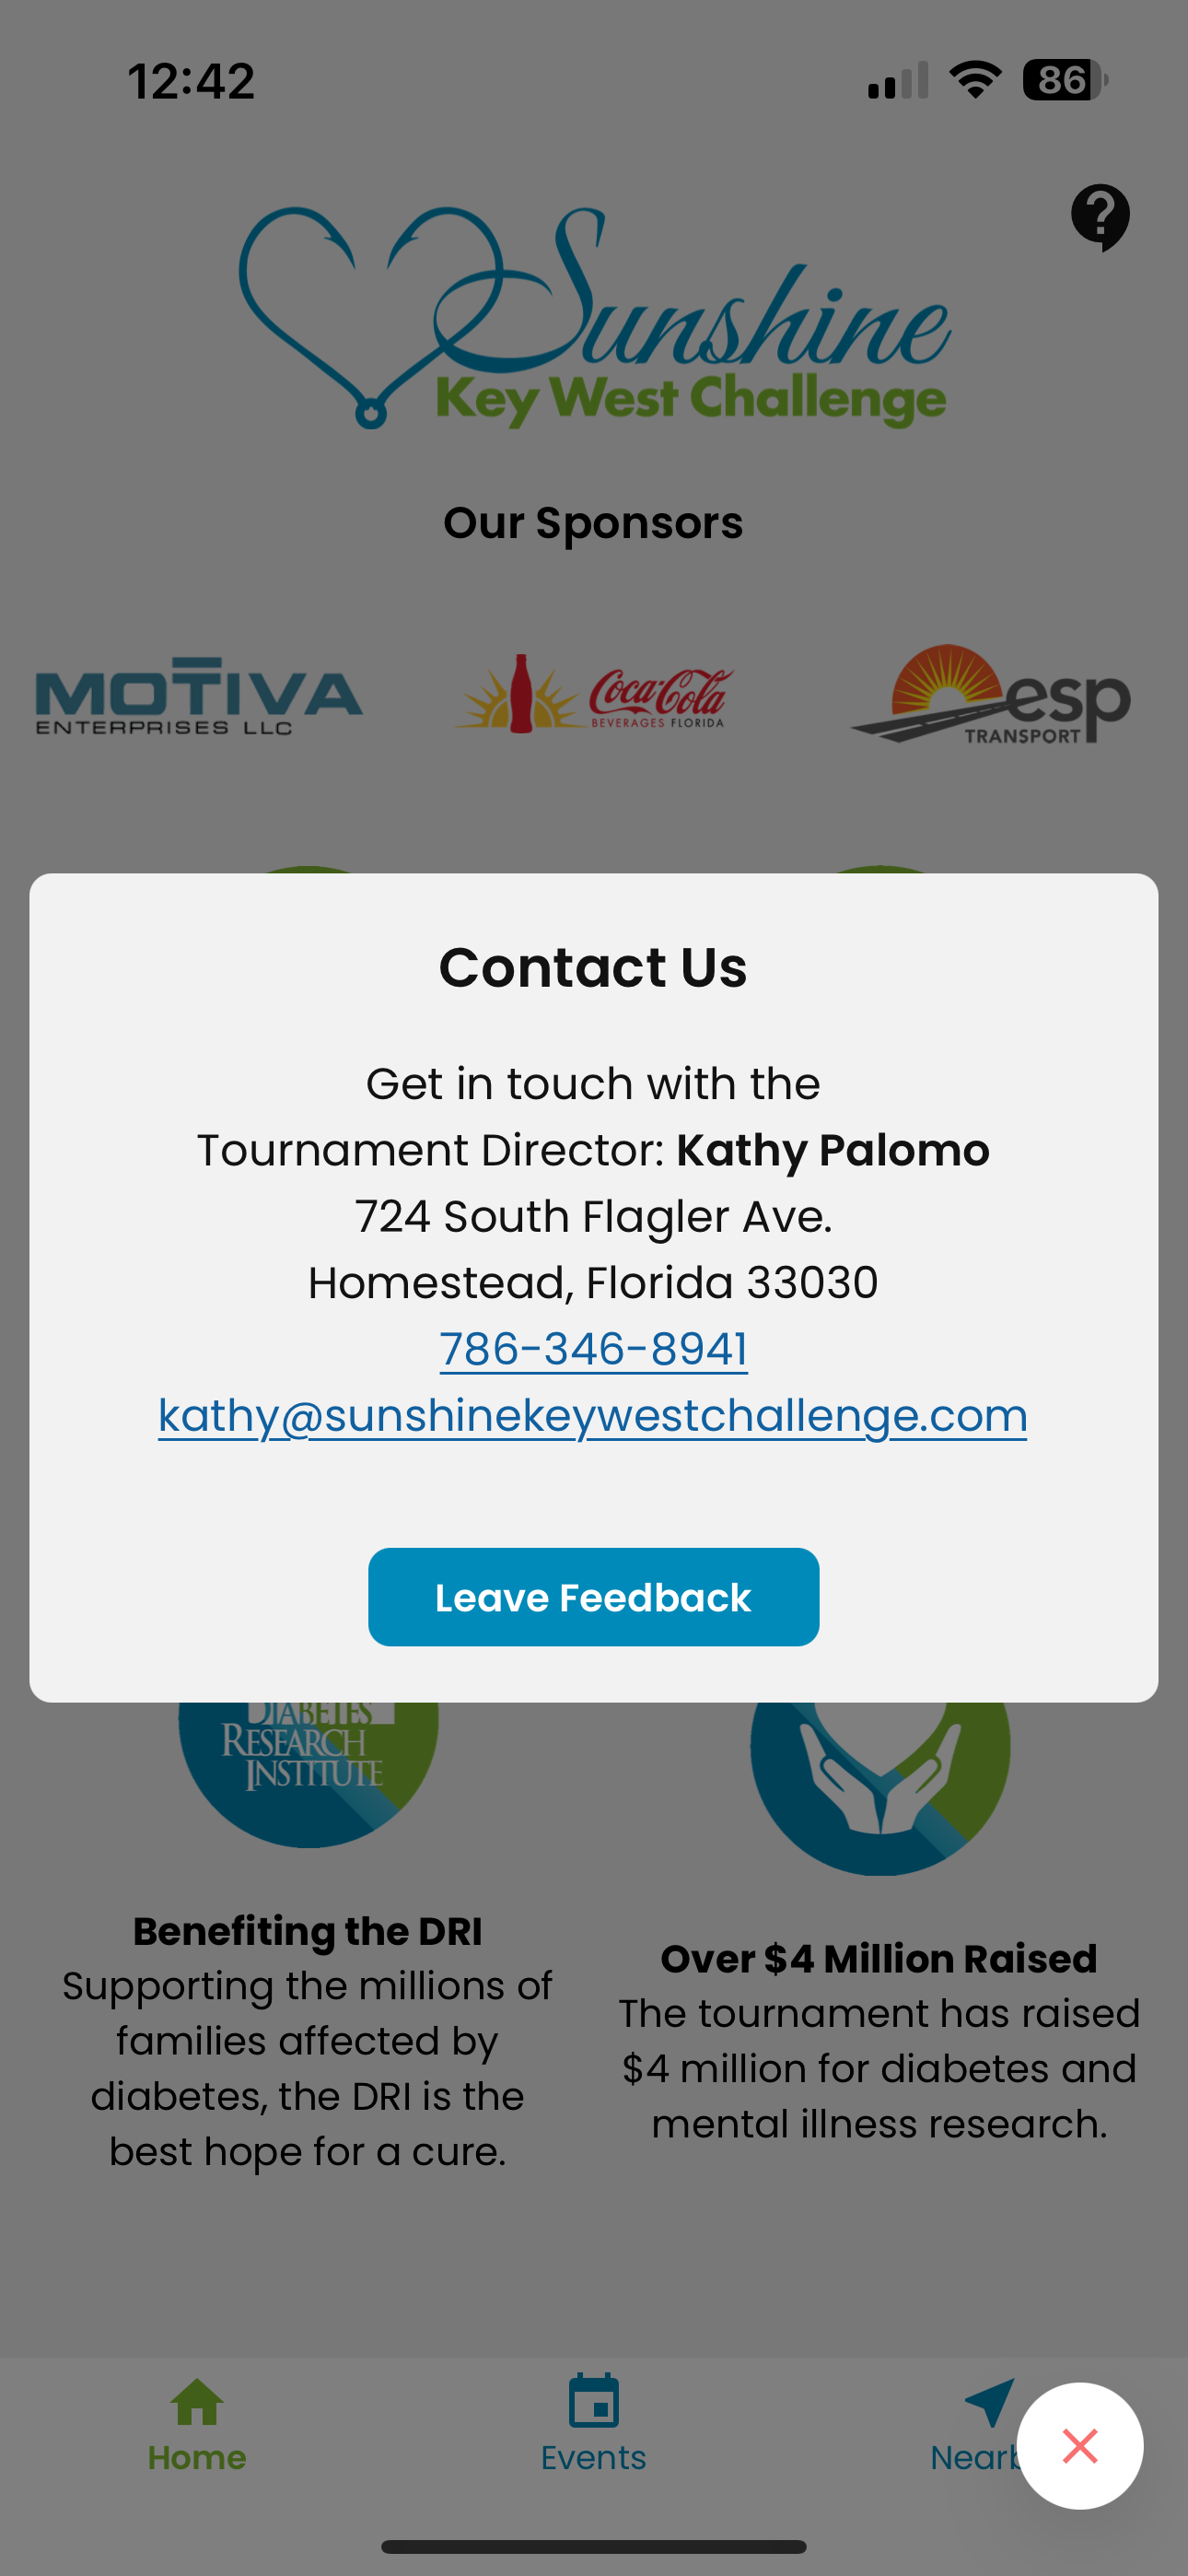 12:42
86
Sunshine
Key West Challenge
Our Sponsors
MOTIVA
ENTERPRISES LLC
Coca-Cola
BEVERAGES FLORIDA
esp
TRANSPORT
Contact Us
Get in touch with the
Tournament Director: Kathy Palomo
724 South Flagler Ave.
Homestead, Florida 33030
786-346-8941
kathy@sunshinekeywestchallenge.com
Leave Feedback
DIABETES
RESEARCH
INSTITUTE
Benefiting the DRI
Supporting the millions of
families affected by
diabetes, the DRI is the
best hope for a cure.
Over $4 Million Raised
The tournament has raised
$4 million for diabetes and
mental illness research.
Home
Events
Nearb